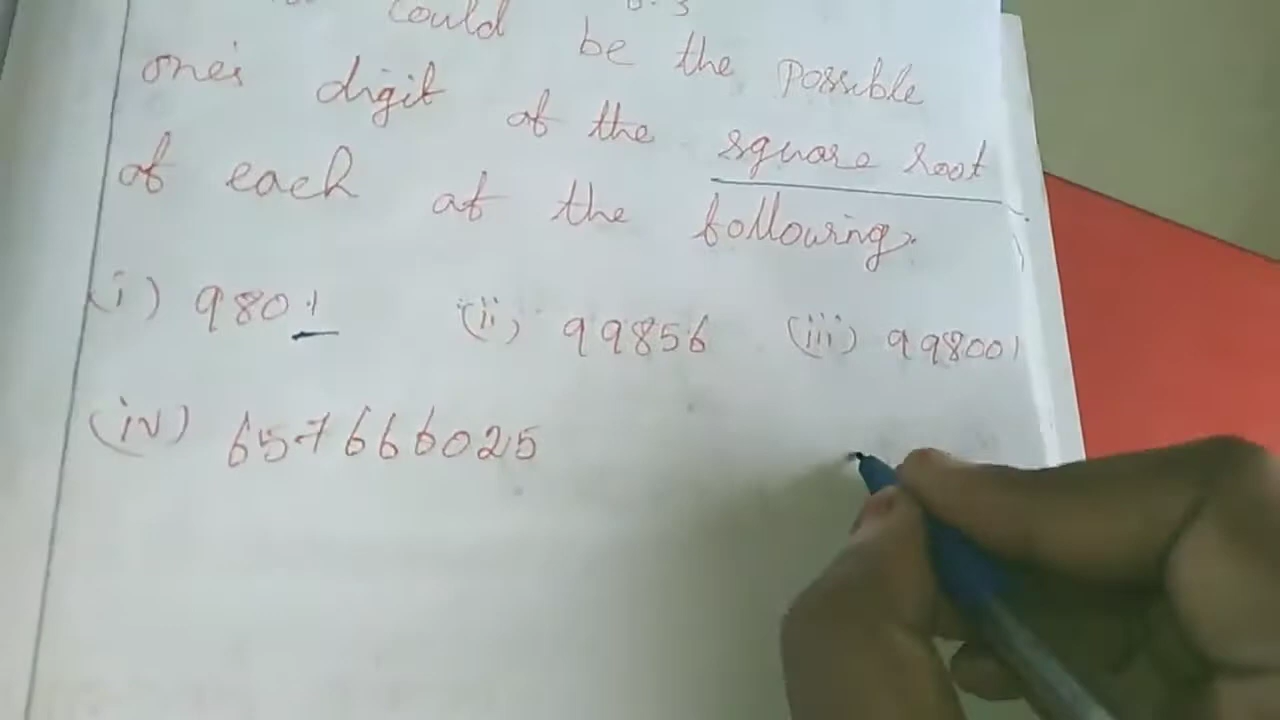 could be the possible
one's digit of the square root
of each of the following.
(i) 9801 (ii) 99856 (iii) 998001
(iv) 657666025